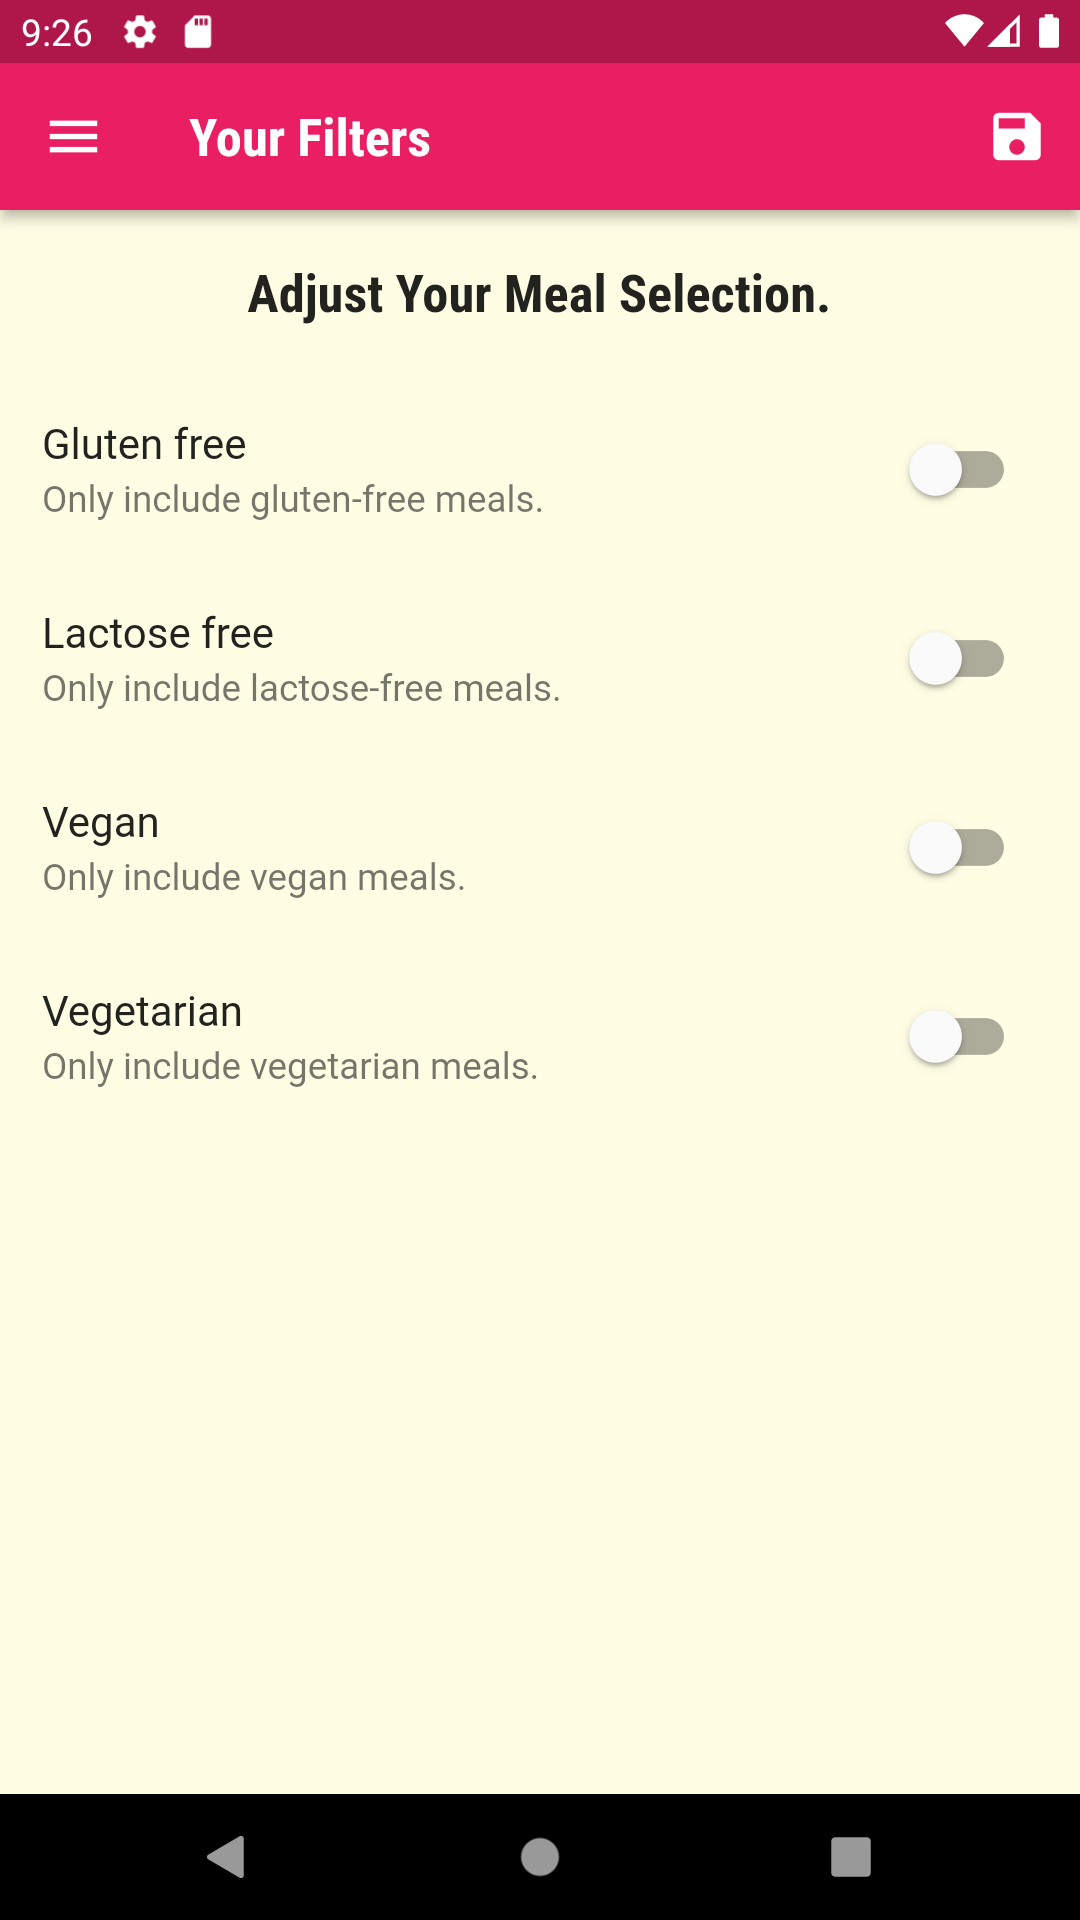 9:26
Your Filters
Adjust Your Meal Selection.
Gluten free
Only include gluten-free meals.
Lactose free
Only include lactose-free meals.
Vegan
Only include vegan meals.
Vegetarian
Only include vegetarian meals.